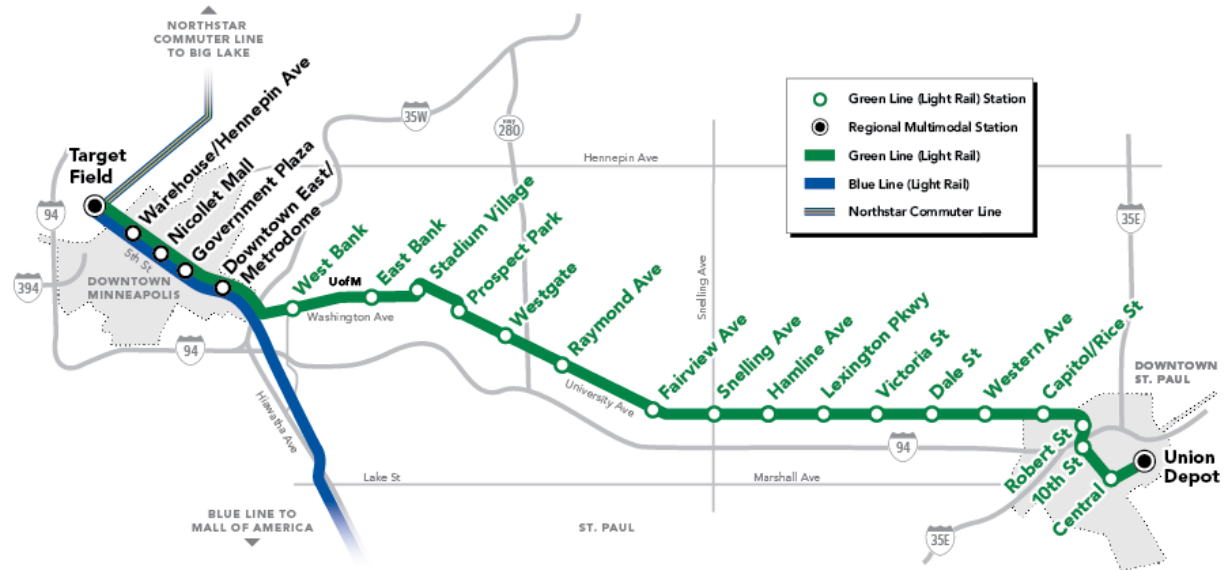 NORTHSTAR
COMMUTER LINE
TO BIG LAKE
Target
Field
Warehouse/Hennepin Ave
Nicollet Mall
Government Plaza
Downtown East/
Metrodome
West Bank
East Bank
Stadium Village
Prospect Park
Westgate
Raymond Ave
Fairview Ave
Snelling Ave
Hamline Ave
Lexington Pkwy
Victoria St
Dale St
Western Ave
Capitol/Rice St
Robert St
10th St
Central
Union
Depot
94
394
94
35W
HWY
280
94
35E
35E
5th St
DOWNTOWN
MINNEAPOLIS
UofM
Washington Ave
Hiawatha Ave
University Ave
Hennepin Ave
Snelling Ave
Lake St
Marshall Ave
BLUE LINE TO
MALL OF AMERICA
ST. PAUL
DOWNTOWN
ST. PAUL
Green Line (Light Rail) Station
Regional Multimodal Station
Green Line (Light Rail)
Blue Line (Light Rail)
Northstar Commuter Line